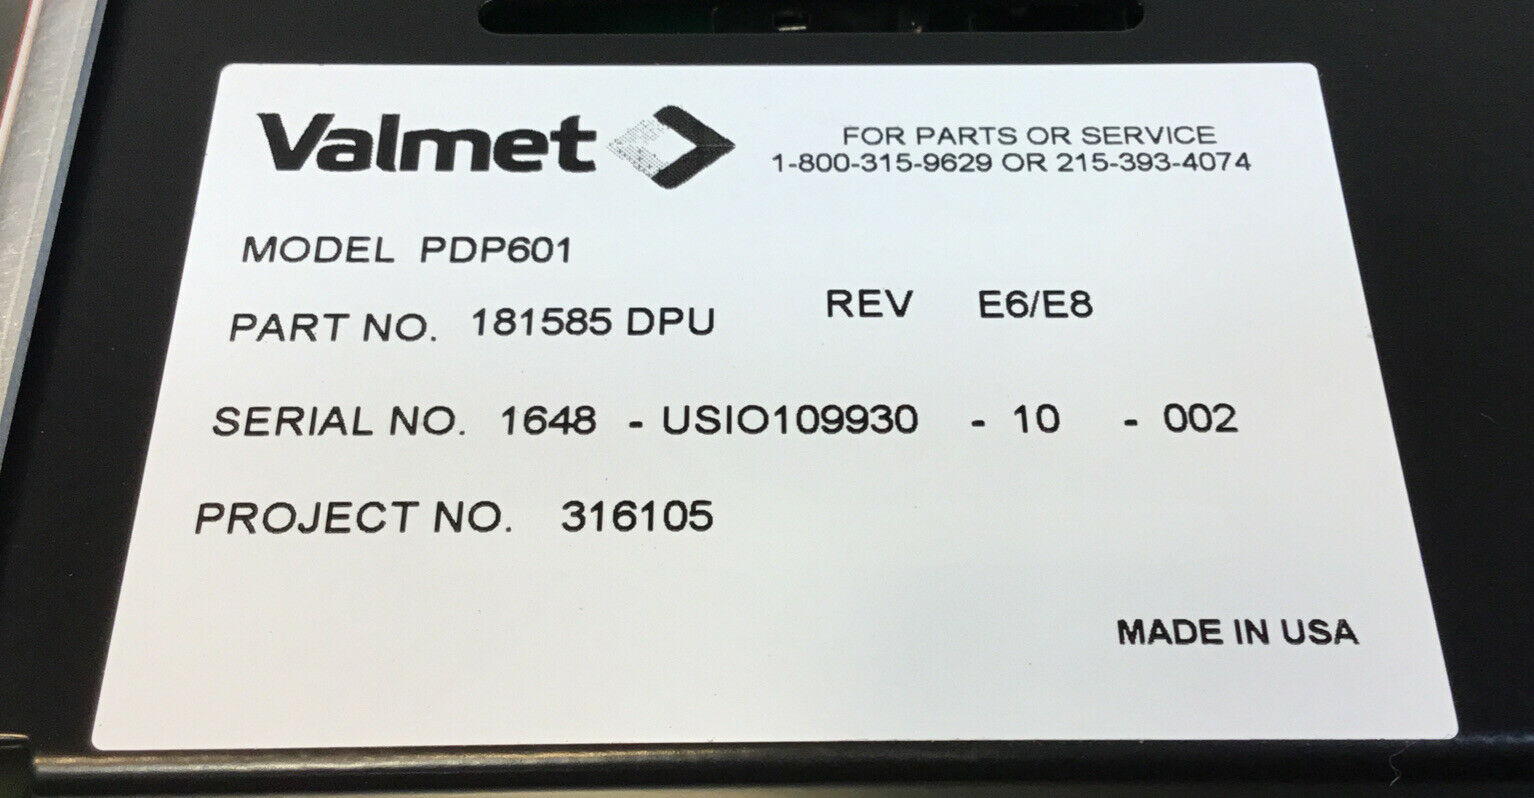 Valmet
FOR PARTS OR SERVICE
1-800-315-9629 OR 215-393-4074
MODEL PDP601
PART NO. 181585 DPU REV E6/E8
SERIAL NO. 1648 - USIO109930 - 10 - 002
PROJECT NO. 316105
MADE IN USA